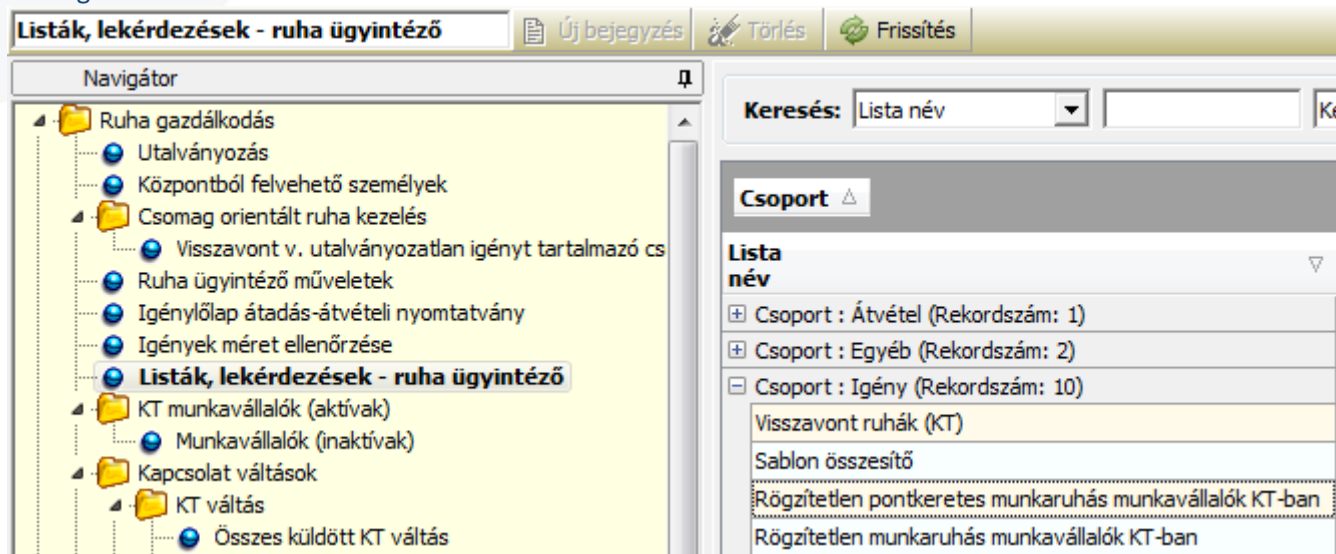 Listák, lekérdezések - ruha ügyintéző
Új bejegyzés
Törlés
Frissítés
Navigátor
Ruha gazdálkodás
Utalványozás
Központból felvehető személyek
Csomag orientált ruha kezelés
Visszavont v. utalványozatlan igényt tartalmazó cs
Ruha ügyintéző műveletek
Igénylőlap átadás-átvételi nyomtatvány
Igények méret ellenőrzése
Listák, lekérdezések - ruha ügyintéző
KT munkavállalók (aktívak)
Munkavállalók (inaktívak)
Kapcsolat váltások
KT váltás
Összes küldött KT váltás
Keresés: Lista név
Ke
Csoport
Lista
név
Csoport : Átvétel (Rekordszám: 1)
Csoport : Egyéb (Rekordszám: 2)
Csoport : Igény (Rekordszám: 10)
Visszavont ruhák (KT)
Sablon összesítő
Rögzítetlen pontkeretes munkaruhás munkavállalók KT-ban
Rögzítetlen munkaruhás munkavállalók KT-ban